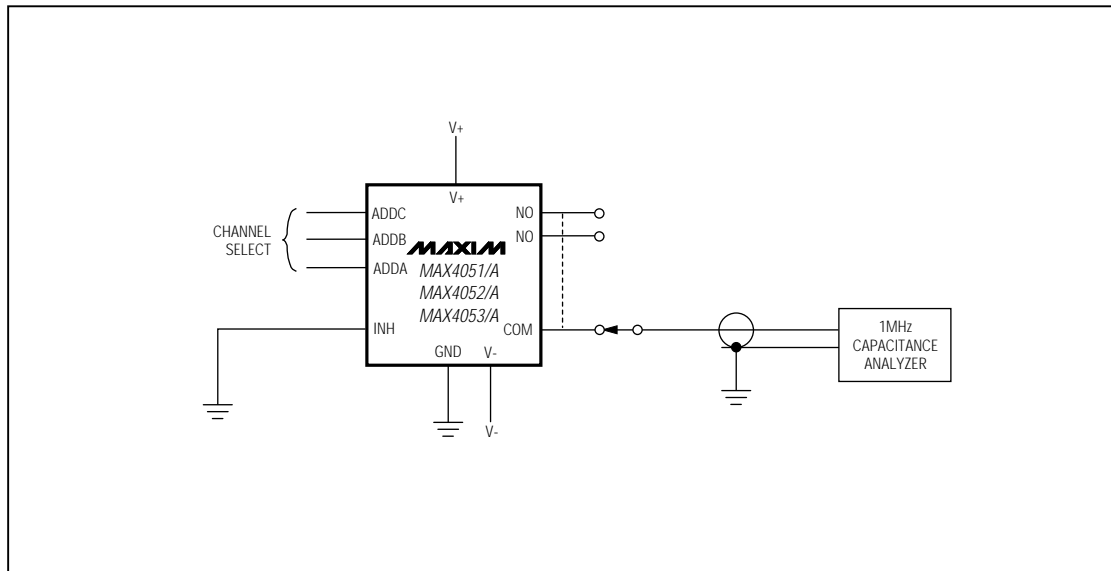 V+
V+
ADDC
NO
CHANNEL
SELECT
ADDB
NO
MAXIM
ADDA
MAX4051/A
MAX4052/A
MAX4053/A
INH
COM
1MHz
CAPACITANCE
ANALYZER
GND
V-
V-